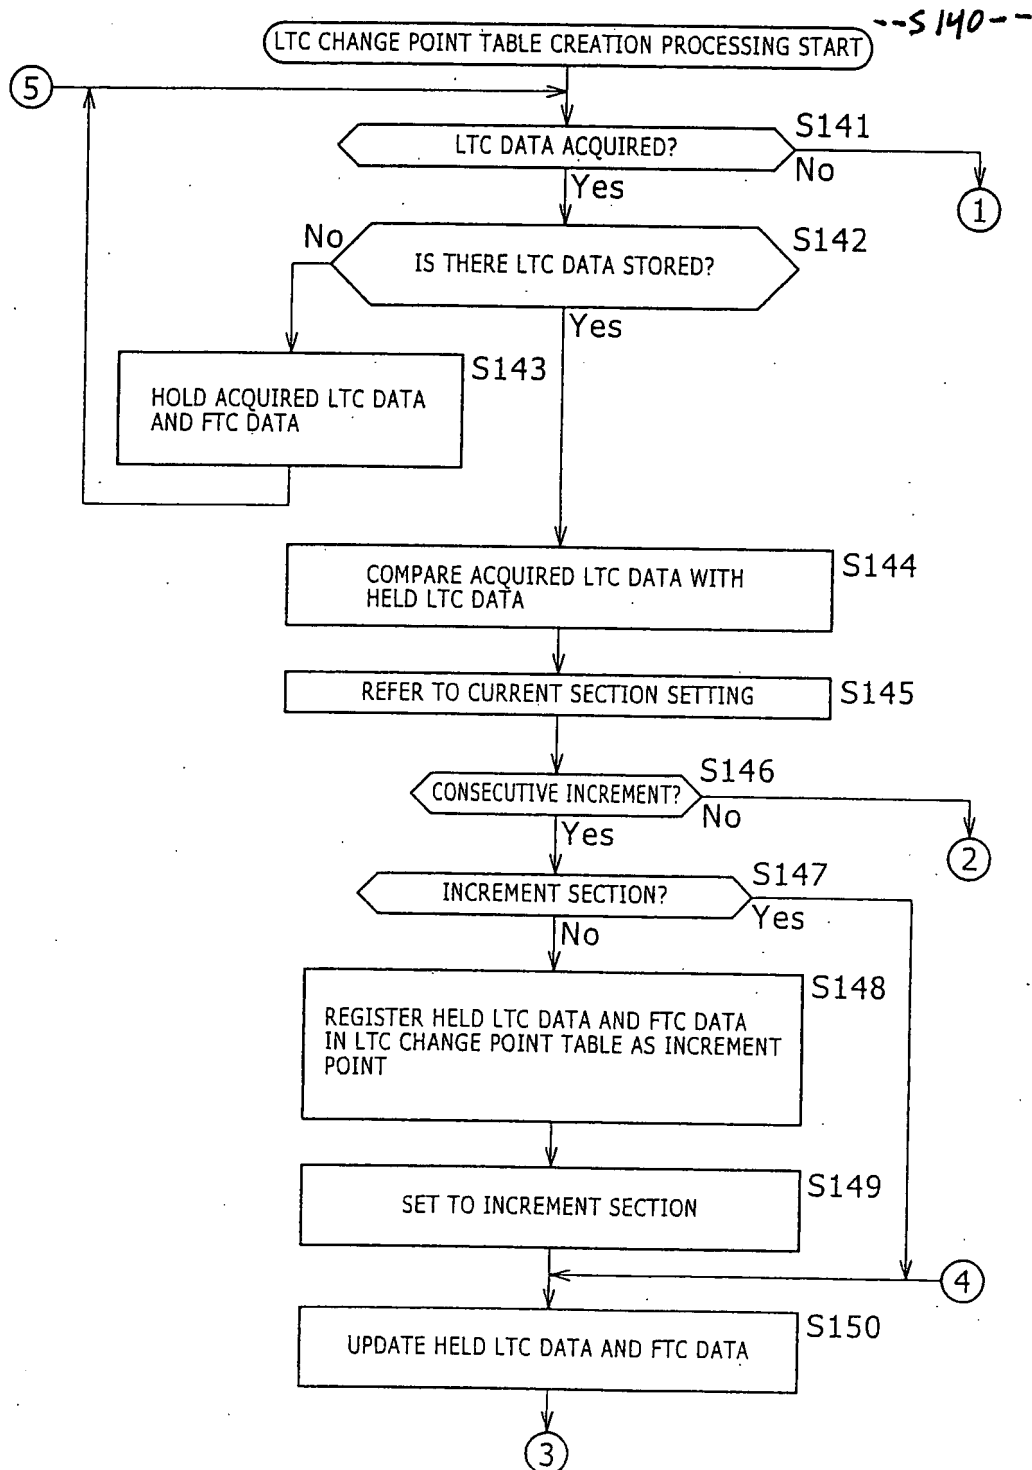 --S140--
LTC CHANGE POINT TABLE CREATION PROCESSING START
5
S141
LTC DATA ACQUIRED?
No
Yes
1
No
S142
IS THERE LTC DATA STORED?
Yes
S143
HOLD ACQUIRED LTC DATA
AND FTC DATA
S144
COMPARE ACQUIRED LTC DATA WITH
HELD LTC DATA
REFER TO CURRENT SECTION SETTING
S145
S146
CONSECUTIVE INCREMENT?
No
Yes
2
S147
INCREMENT SECTION?
Yes
No
S148
REGISTER HELD LTC DATA AND FTC DATA
IN LTC CHANGE POINT TABLE AS INCREMENT
POINT
S149
SET TO INCREMENT SECTION
4
S150
UPDATE HELD LTC DATA AND FTC DATA
3